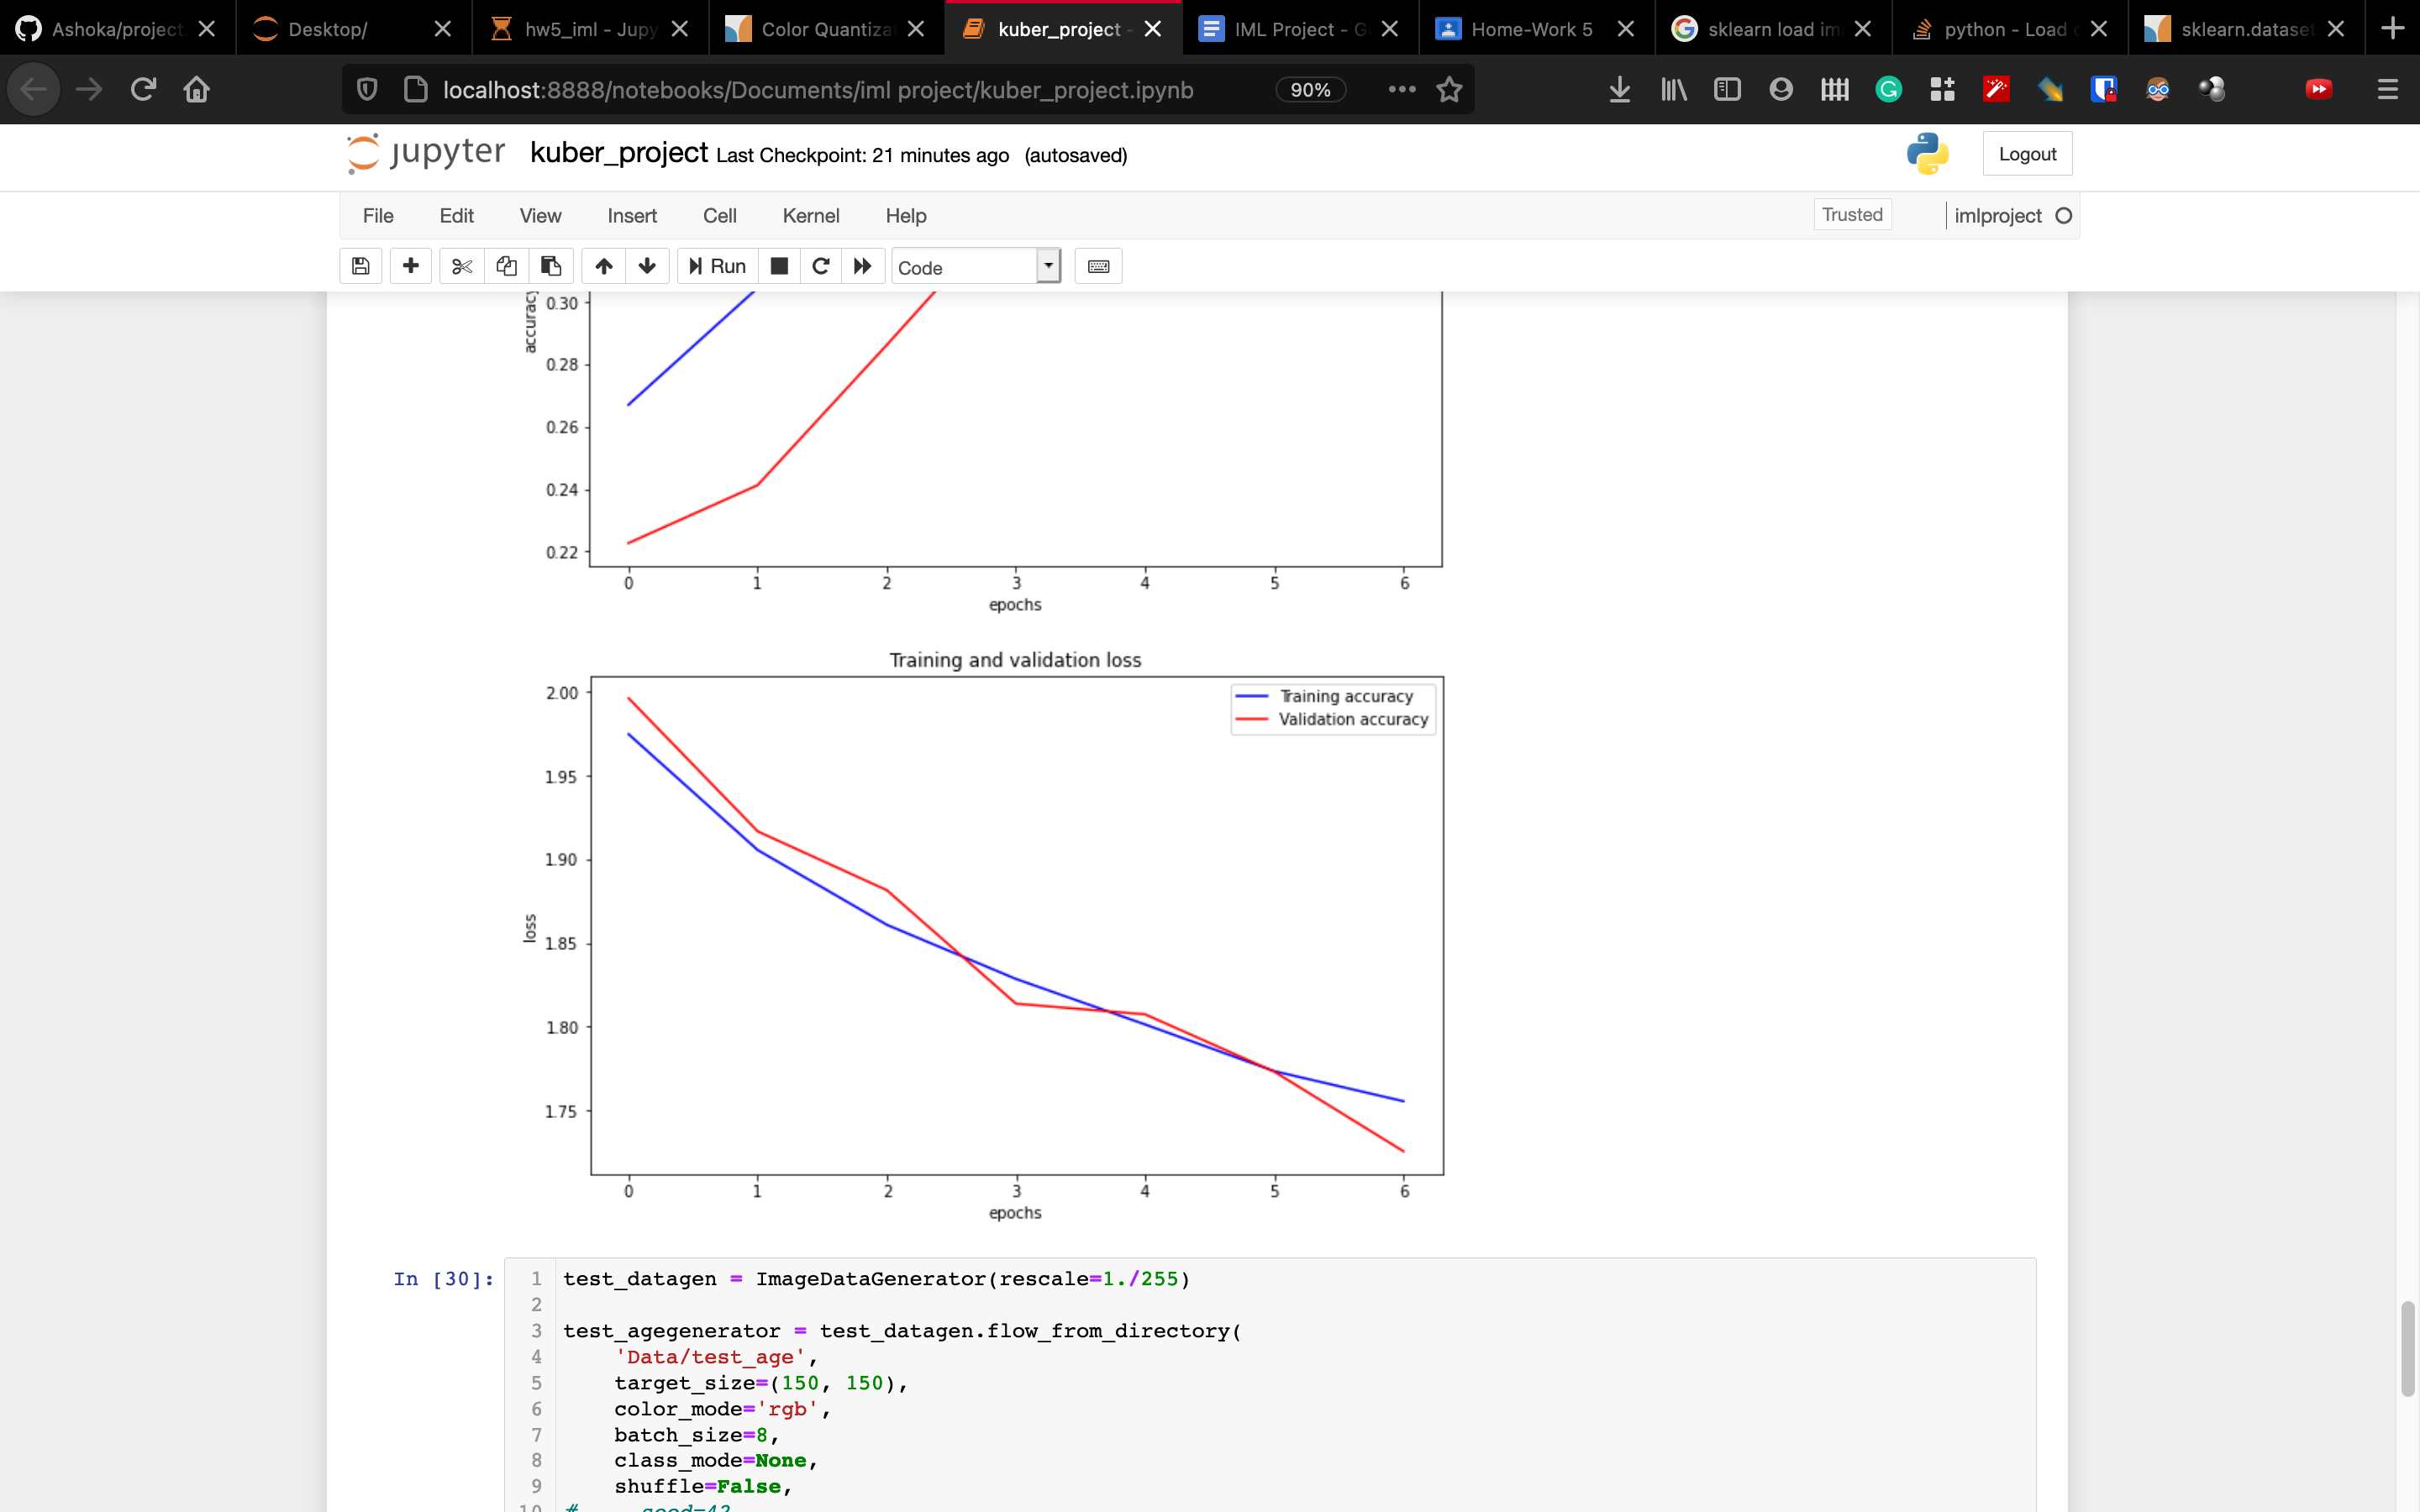 Ashoka/project
Desktop/
hw5_iml - Jupy
Color Quantiza
kuber_project -
IML Project - G
Home-Work 5
sklearn load im
python - Load
sklearn.dataset
localhost:8888/notebooks/Documents/iml project/kuber_project.ipynb
90%
jupyter kuber_project Last Checkpoint: 21 minutes ago (autosaved)
Logout
File Edit View Insert Cell Kernel Help
Trusted
imlproject
Run
Code
accuracy
0.30
0.28
0.26
0.24
0.22
0 1 2 3 4 5 6
epochs
Training and validation loss
Training accuracy
Validation accuracy
loss
2.00
1.95
1.90
1.85
1.80
1.75
0 1 2 3 4 5 6
epochs
In [30]:
1 test_datagen = ImageDataGenerator(rescale=1./255)
2
3 test_agegenerator = test_datagen.flow_from_directory(
4 'Data/test_age',
5 target_size=(150, 150),
6 color_mode='rgb',
7 batch_size=8,
8 class_mode=None,
9 shuffle=False,
10 # seed=42